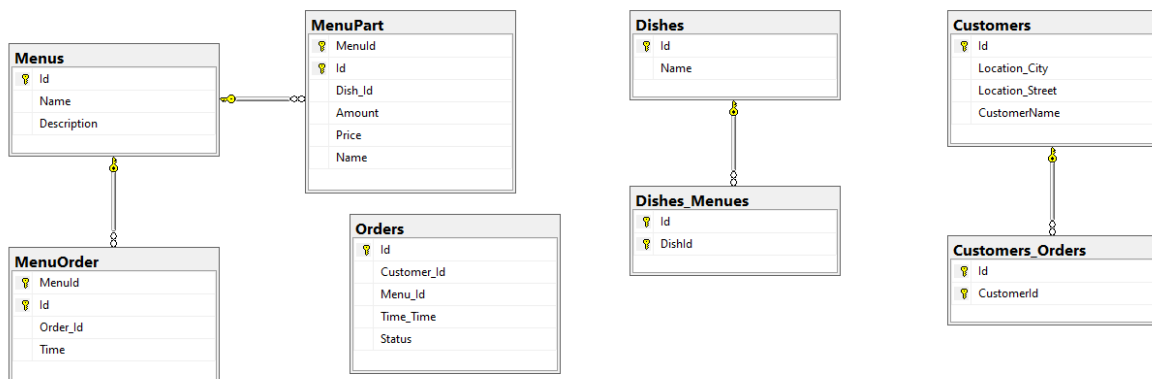 Menus
Id
Name
Description
MenuPart
MenuId
Id
Dish_Id
Amount
Price
Name
Dishes
Id
Name
Customers
Id
Location_City
Location_Street
CustomerName
MenuOrder
MenuId
Id
Order_Id
Time
Orders
Id
Customer_Id
Menu_Id
Time_Time
Status
Dishes_Menues
Id
DishId
Customers_Orders
Id
CustomerId